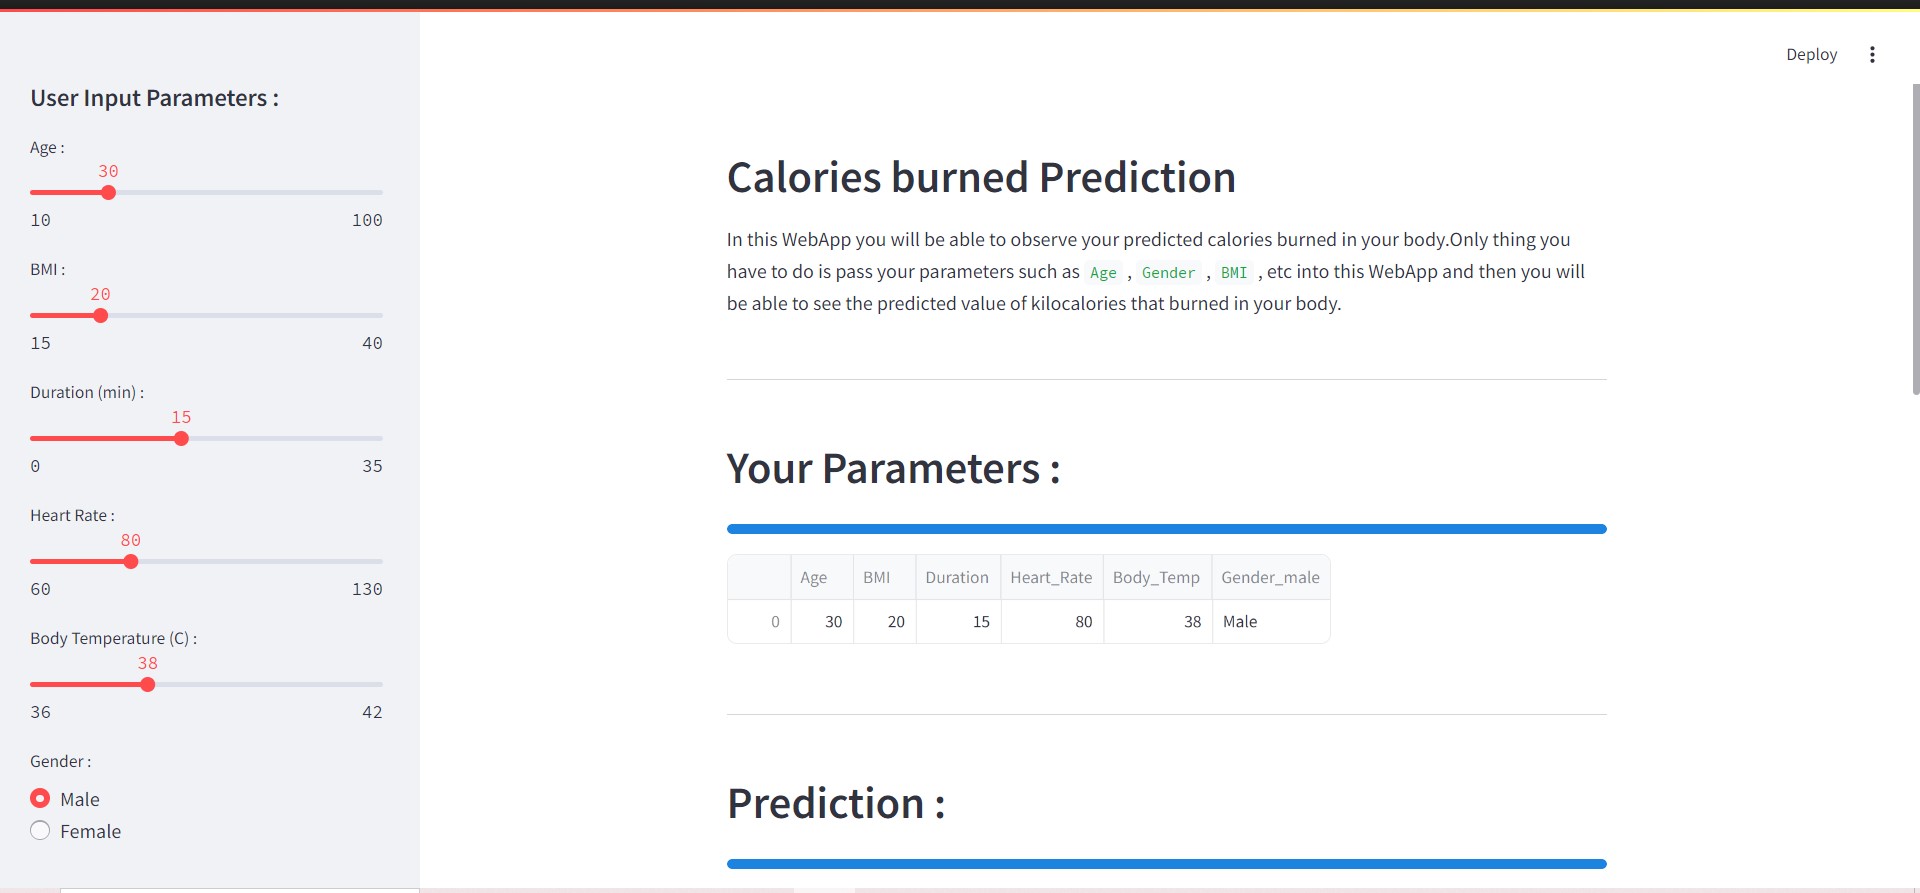 Deploy
User Input Parameters :
Age :
30
10 100
BMI :
20
15 40
Duration (min) :
15
0 35
Heart Rate :
80
60 130
Body Temperature (C) :
38
36 42
Gender :
Male
Female
Calories burned Prediction
In this WebApp you will be able to observe your predicted calories burned in your body.Only thing you
have to do is pass your parameters such as Age , Gender , BMI , etc into this WebApp and then you will
be able to see the predicted value of kilocalories that burned in your body.
Your Parameters :
Age BMI Duration Heart_Rate Body_Temp Gender_male
0 30 20 15 80 38 Male
Prediction :